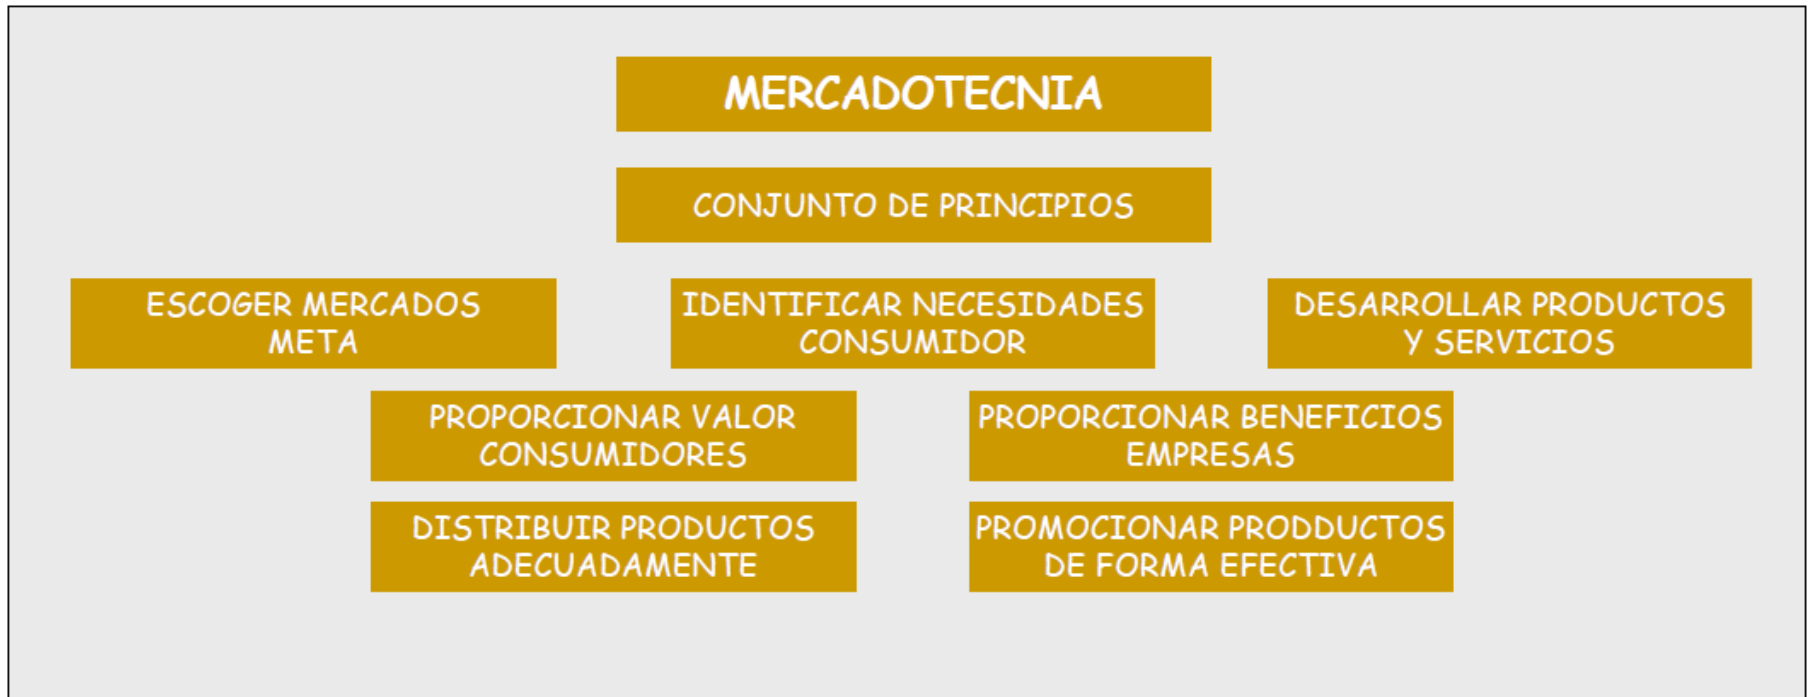 MERCADOTECNIA
CONJUNTO DE PRINCIPIOS
ESCOGER MERCADOS
META
IDENTIFICAR NECESIDADES
CONSUMIDOR
DESARROLLAR PRODUCTOS
Y SERVICIOS
PROPORCIONAR VALOR
CONSUMIDORES
PROPORCIONAR BENEFICIOS
EMPRESAS
DISTRIBUIR PRODUCTOS
ADECUADAMENTE
PROMOCIONAR PRODDUCTOS
DE FORMA EFECTIVA